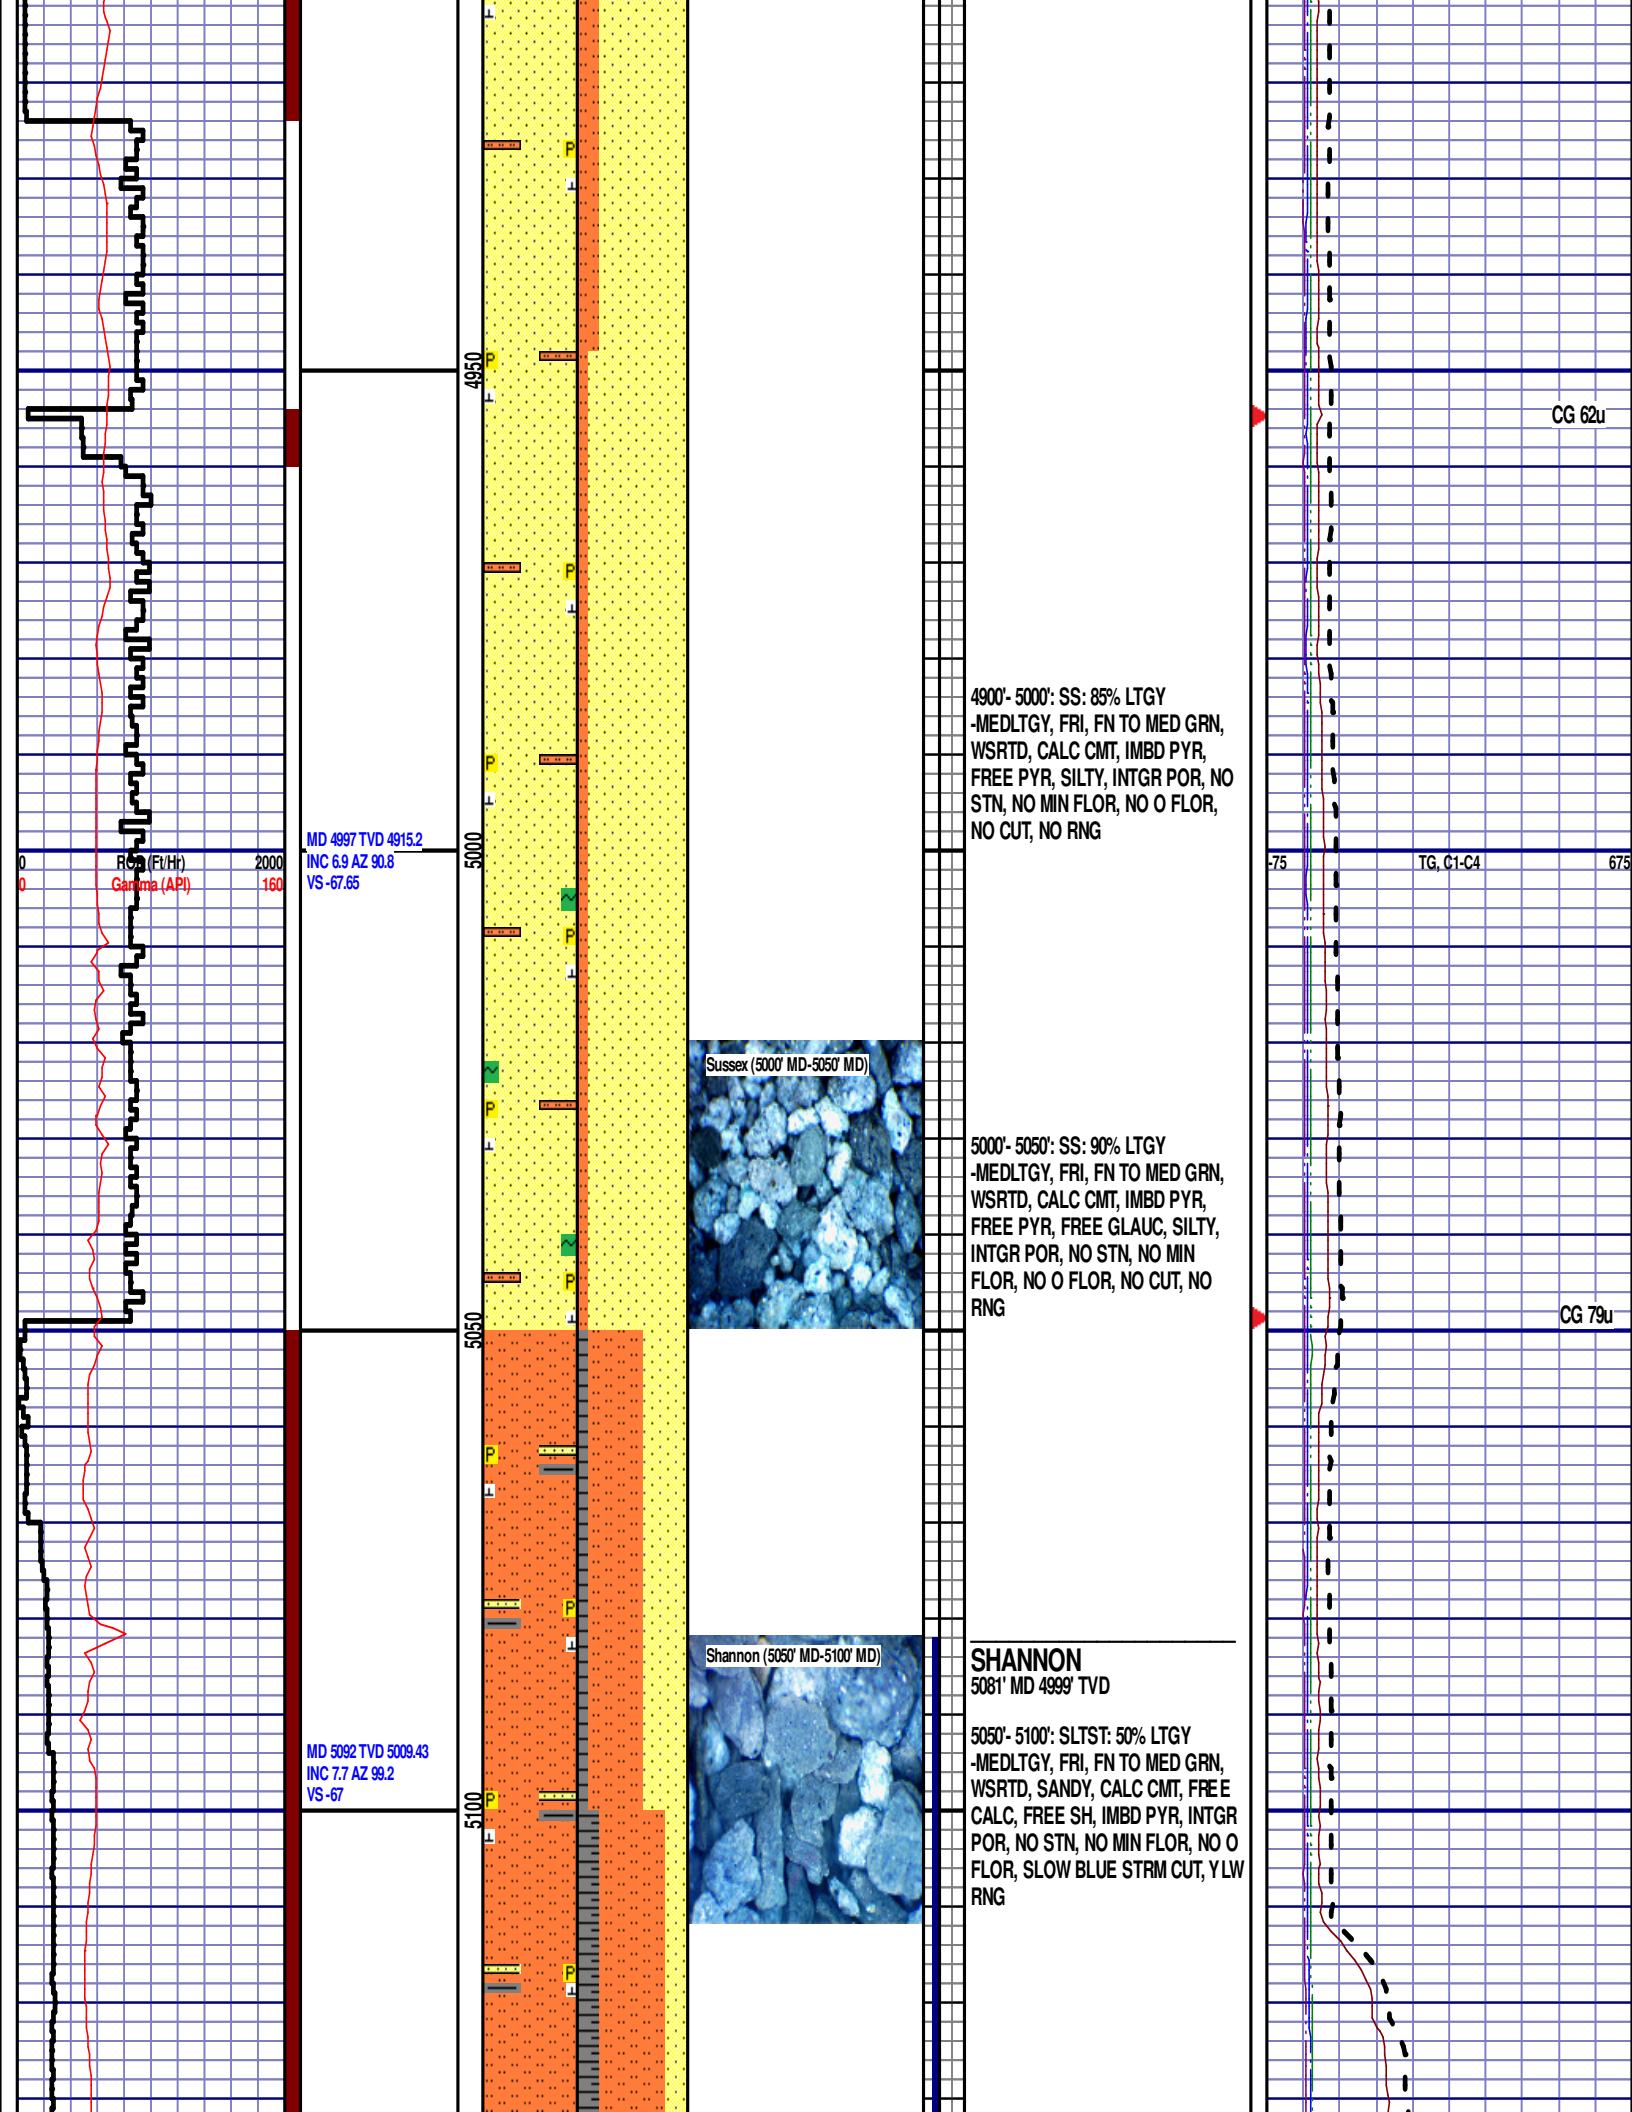 4950
CG 62u
4900'- 5000': SS: 85% LTGY
-MEDLTGY, FRI, FN TO MED GRN,
WSRTD, CALC CMT, IMBD PYR,
FREE PYR, SILTY, INTGR POR, NO
STN, NO MIN FLOR, NO O FLOR,
NO CUT, NO RNG
MD 4997 TVD 4915.2
INC 6.9 AZ 90.8
VS -67.65
5000
0 ROP (Ft/Hr) 2000
0 Gamma (API) 160
-75 TG, C1-C4 675
Sussex (5000' MD-5050' MD)
5000'- 5050': SS: 90% LTGY
-MEDLTGY, FRI, FN TO MED GRN,
WSRTD, CALC CMT, IMBD PYR,
FREE PYR, FREE GLAUC, SILTY,
INTGR POR, NO STN, NO MIN
FLOR, NO O FLOR, NO CUT, NO
RNG
5050
CG 79u
Shannon (5050' MD-5100' MD)
SHANNON
5081' MD 4999' TVD
5050'- 5100': SLTST: 50% LTGY
-MEDLTGY, FRI, FN TO MED GRN,
WSRTD, SANDY, CALC CMT, FREE
CALC, FREE SH, IMBD PYR, INTGR
POR, NO STN, NO MIN FLOR, NO O
FLOR, SLOW BLUE STRM CUT, YLW
RNG
MD 5092 TVD 5009.43
INC 7.7 AZ 99.2
VS -67
5100
P
P
P
P
P
P
P
P
P
P
P
P